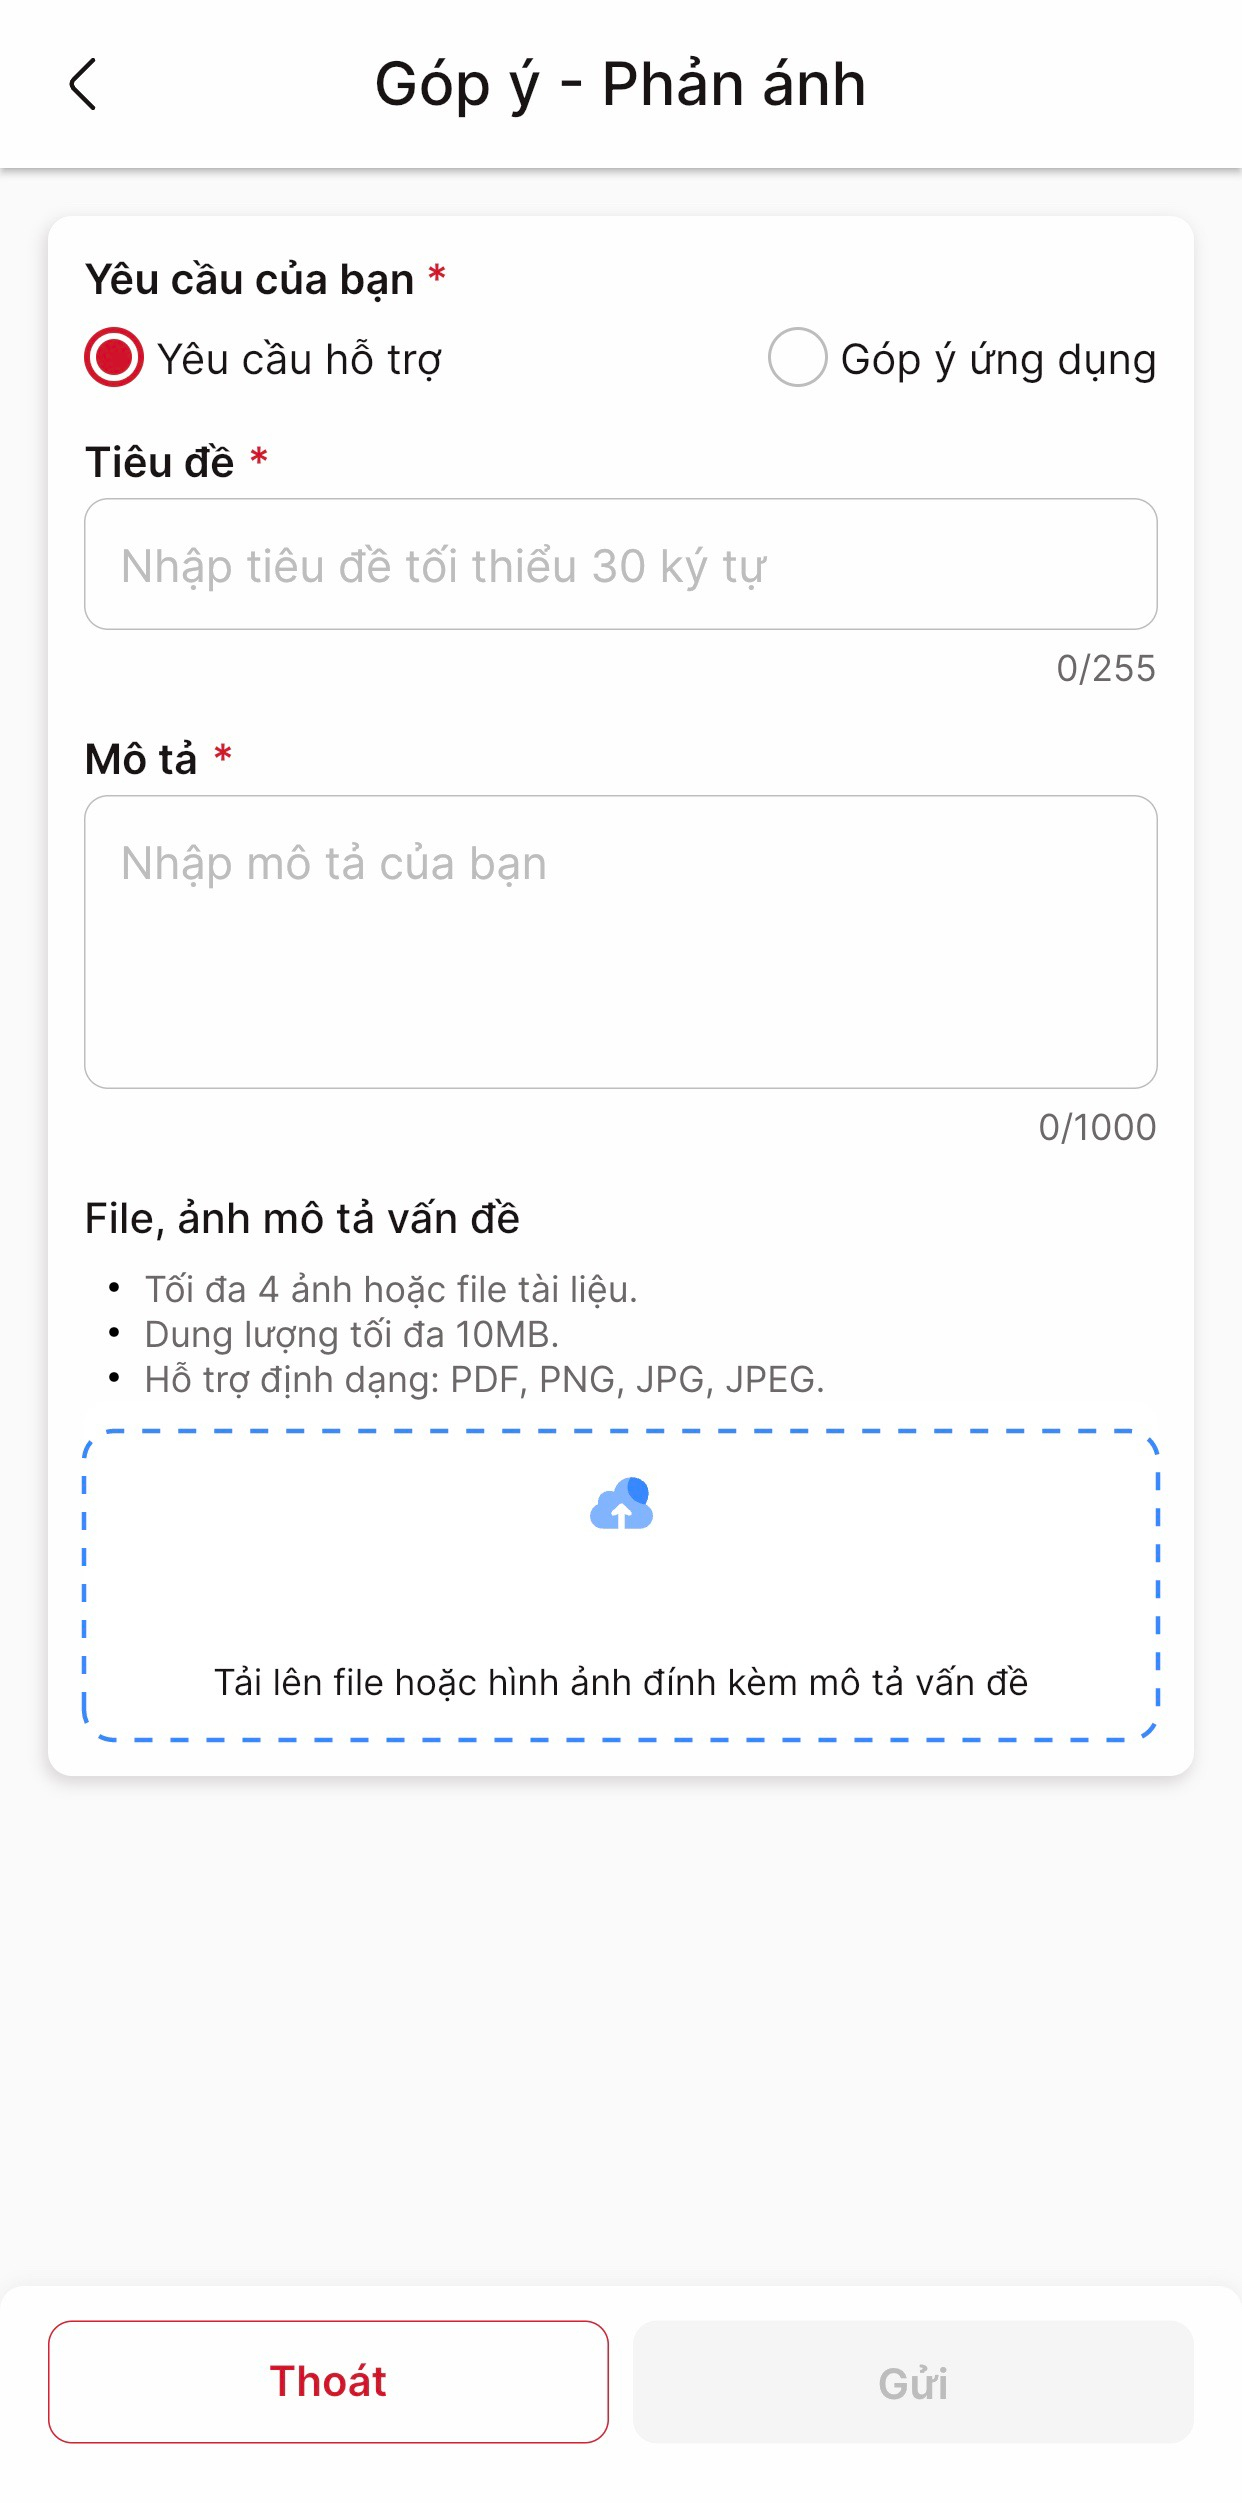 Góp ý - Phản ánh
Yêu cầu của bạn *
Yêu cầu hỗ trợ
Góp ý ứng dụng
Tiêu đề *
Nhập tiêu đề tối thiểu 30 ký tự
0/255
Mô tả *
Nhập mô tả của bạn
0/1000
File, ảnh mô tả vấn đề
• Tối đa 4 ảnh hoặc file tài liệu.
• Dung lượng tối đa 10MB.
• Hỗ trợ định dạng: PDF, PNG, JPG, JPEG.
Tải lên file hoặc hình ảnh đính kèm mô tả vấn đề
Thoát
Gửi